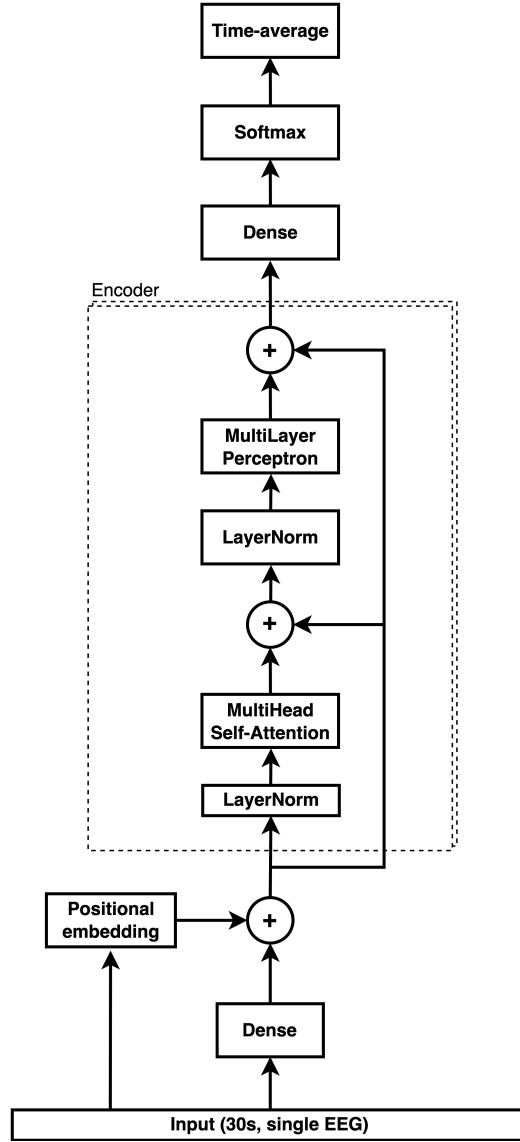 Time-average
Softmax
Dense
Encoder
+
MultiLayer
Perceptron
LayerNorm
+
MultiHead
Self-Attention
LayerNorm
Positional
embedding
+
Dense
Input (30s, single EEG)